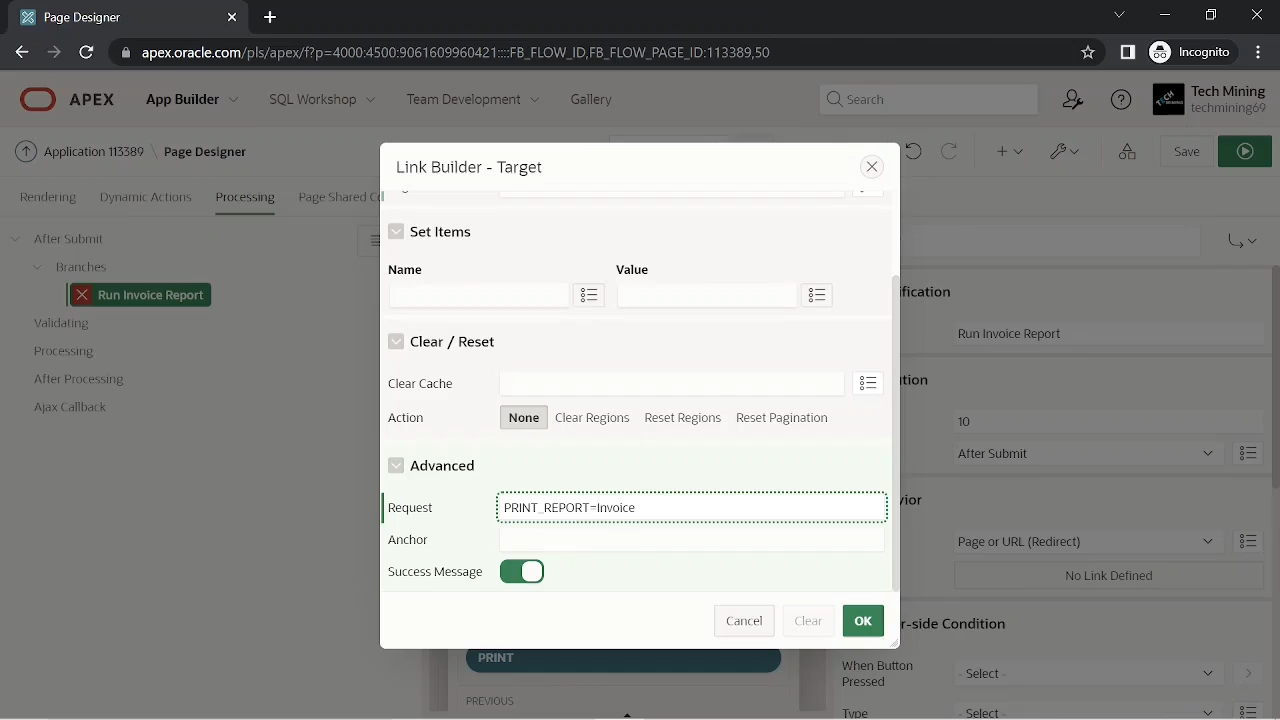 Page Designer
apex.oracle.com/pls/apex/f?p=4000:4500:9061609960421::::FB_FLOW_ID,FB_FLOW_PAGE_ID:113389,50
Incognito
APEX
App Builder
SQL Workshop
Team Development
Gallery
Search
Tech Mining
techmining69
Application 113389 \ Page Designer
Save
Rendering
Dynamic Actions
Processing
Page Shared Co
After Submit
Branches
Run Invoice Report
Validating
Processing
After Processing
Ajax Callback
Link Builder - Target
Set Items
Name
Value
Clear / Reset
Clear Cache
Action
None
Clear Regions
Reset Regions
Reset Pagination
Advanced
Request
PRINT_REPORT=Invoice
Anchor
Success Message
Cancel
Clear
OK
PRINT
PREVIOUS
ification
Run Invoice Report
ution
10
After Submit
vior
Page or URL (Redirect)
No Link Defined
r-side Condition
When Button
Pressed
- Select -
Type
- Select -